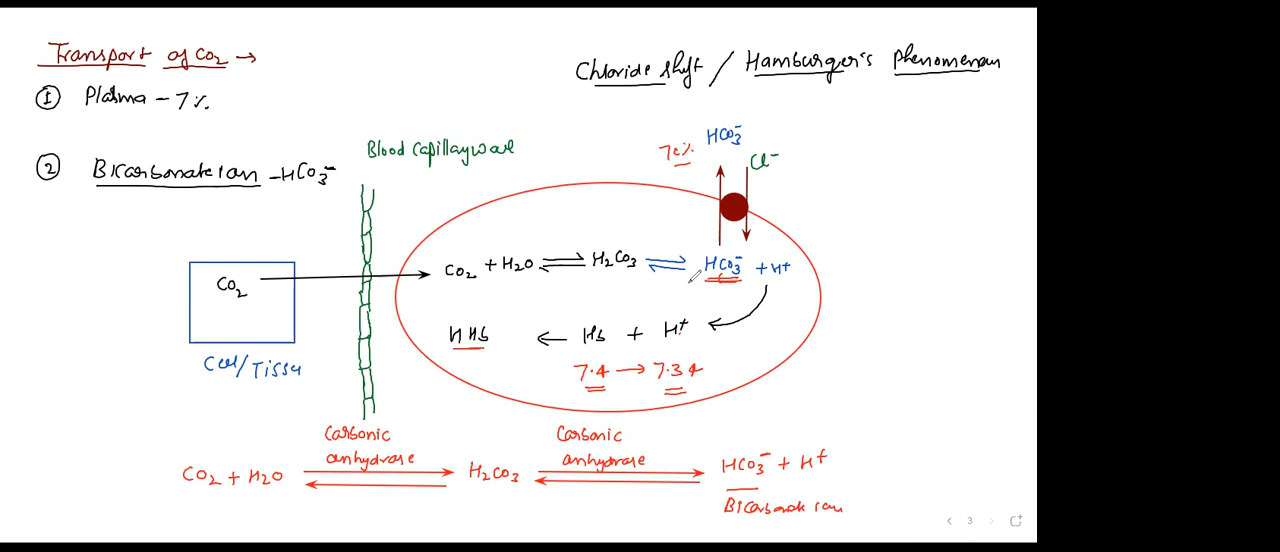 Transport of CO2 →
Chloride shift / Hamburger's Phenomenon
① Plasma - 7%
② Bicarbonate Ion - HCO3-
Blood Capillary wall
70%
HCO3-
Cl-
CO2
Cell/Tissue
CO2 + H2O ⇌ H2CO3 ⇌ HCO3- + H+
HHb ← Hb + H+
7.4 → 7.34
Carbonic anhydrase
Carbonic anhydrase
CO2 + H2O ⇌ H2CO3 ⇌ HCO3- + H+
Bicarbonate ion
3